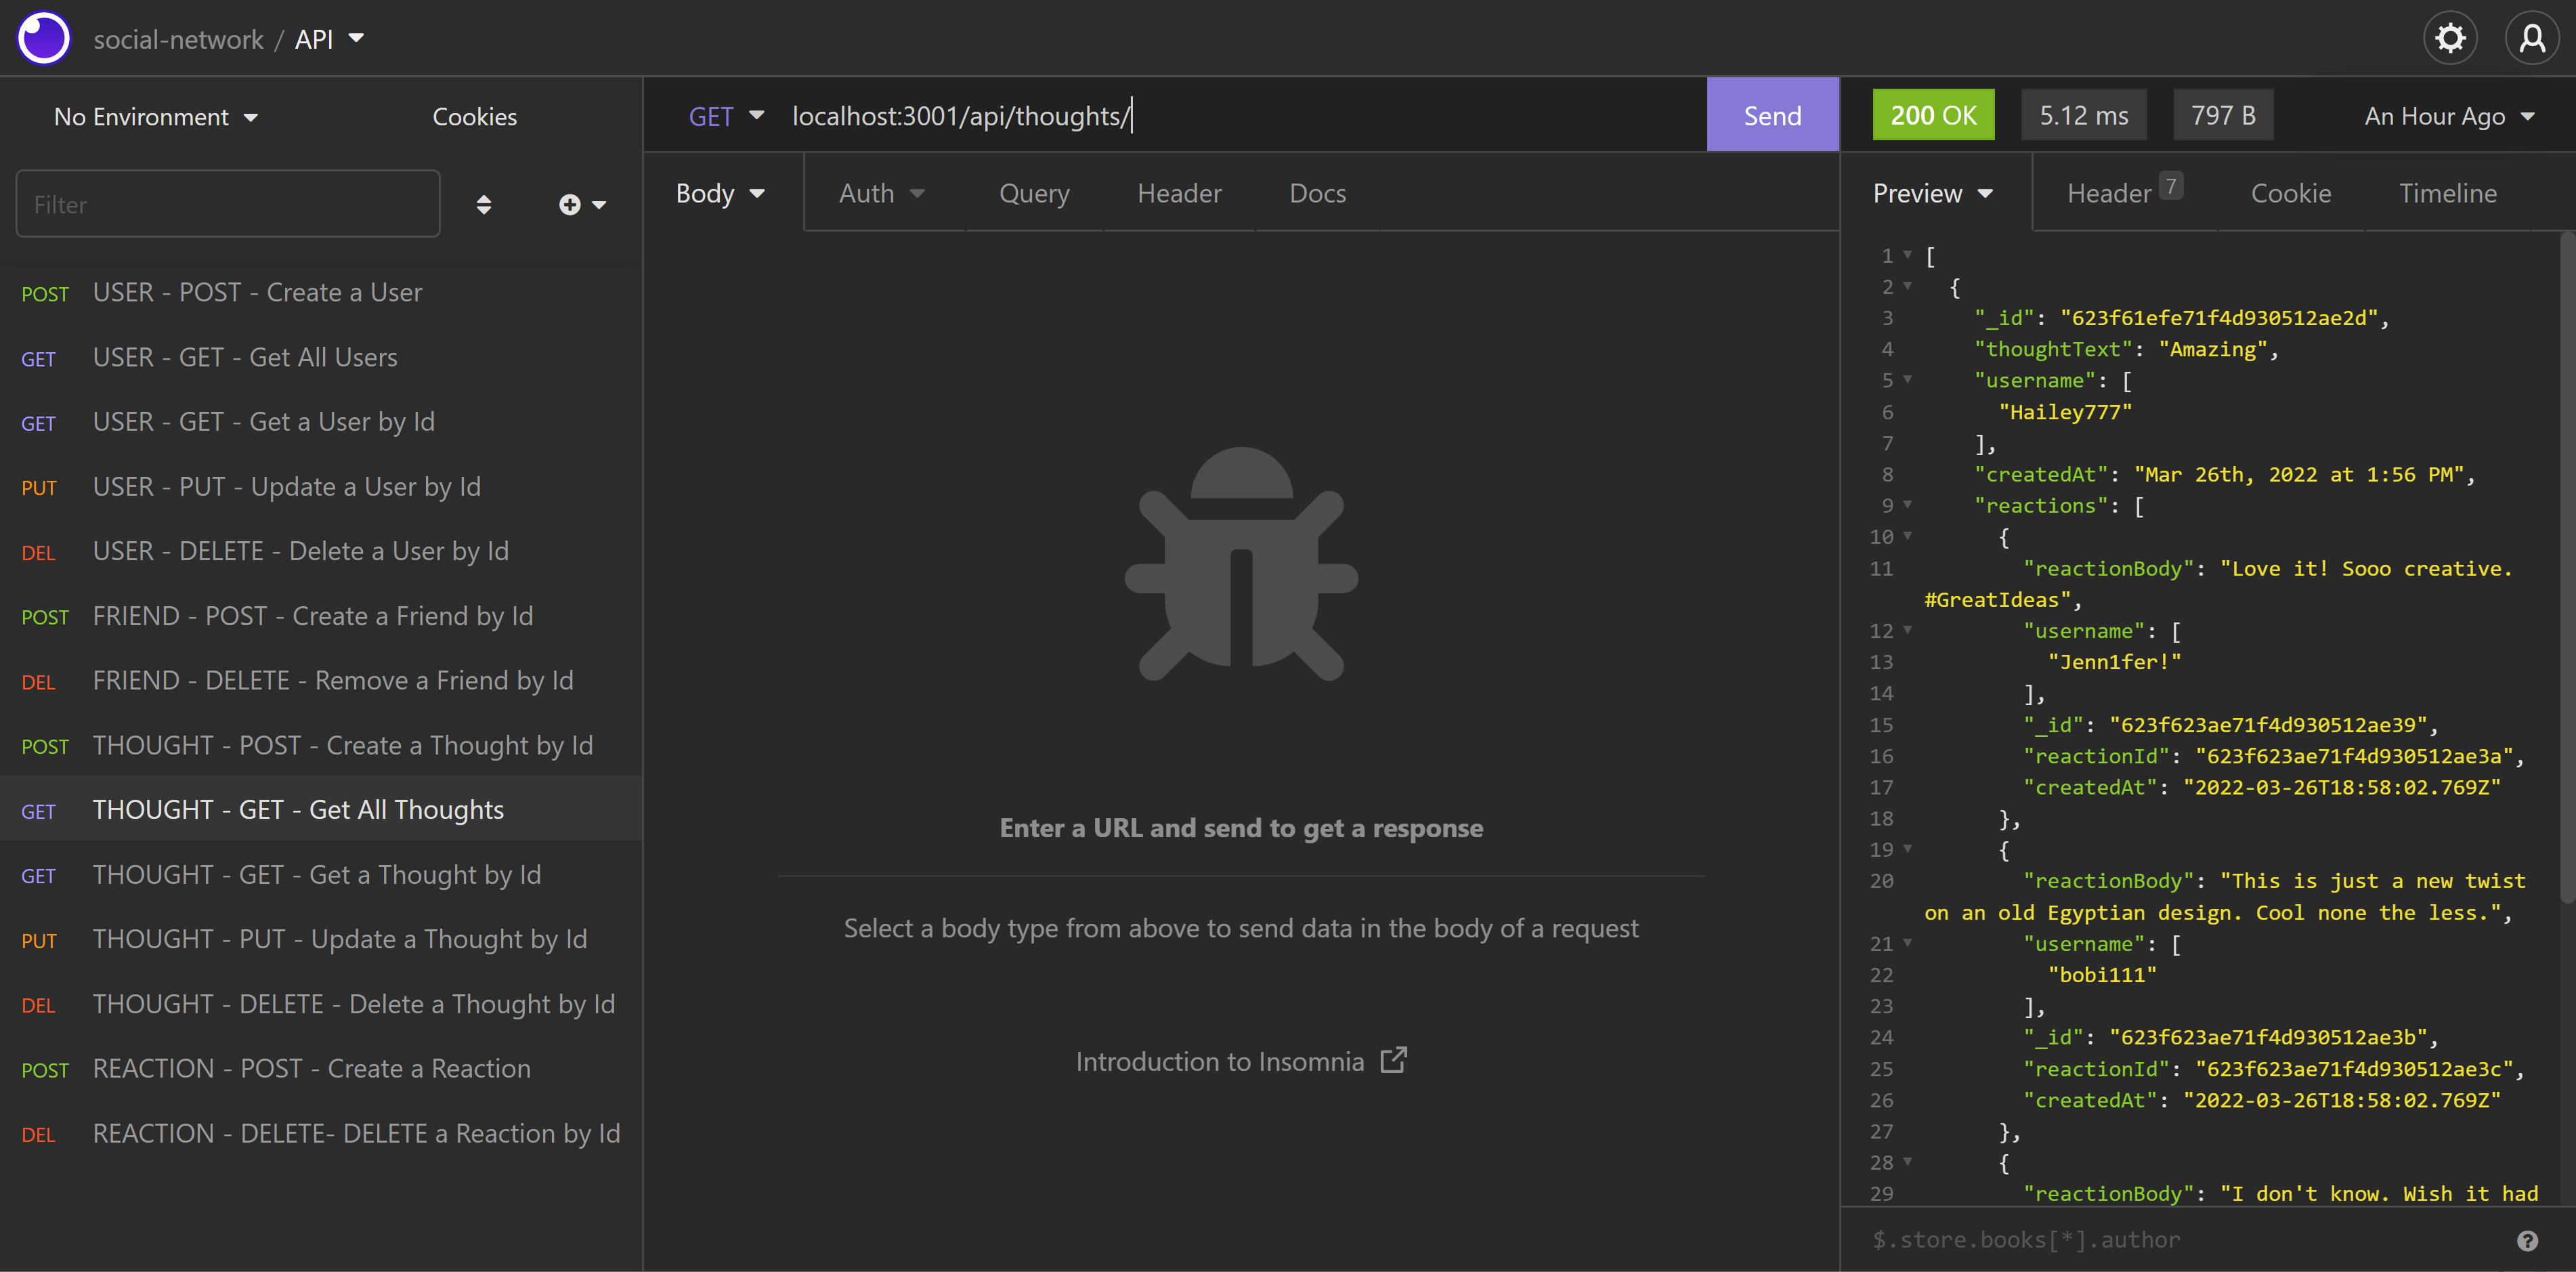 social-network / API
No Environment
Cookies
GET
localhost:3001/api/thoughts/
Send
200 OK
5.12 ms
797 B
An Hour Ago
Filter
POST USER - POST - Create a User
GET USER - GET - Get All Users
GET USER - GET - Get a User by Id
PUT USER - PUT - Update a User by Id
DEL USER - DELETE - Delete a User by Id
POST FRIEND - POST - Create a Friend by Id
DEL FRIEND - DELETE - Remove a Friend by Id
POST THOUGHT - POST - Create a Thought by Id
GET THOUGHT - GET - Get All Thoughts
GET THOUGHT - GET - Get a Thought by Id
PUT THOUGHT - PUT - Update a Thought by Id
DEL THOUGHT - DELETE - Delete a Thought by Id
POST REACTION - POST - Create a Reaction
DEL REACTION - DELETE- DELETE a Reaction by Id
Body
Auth
Query
Header
Docs
Enter a URL and send to get a response
Select a body type from above to send data in the body of a request
Introduction to Insomnia
Preview
Header 7
Cookie
Timeline
1 [
2 {
3 "_id": "623f61efe71f4d930512ae2d",
4 "thoughtText": "Amazing",
5 "username": [
6 "Hailey777"
7 ],
8 "createdAt": "Mar 26th, 2022 at 1:56 PM",
9 "reactions": [
10 {
11 "reactionBody": "Love it! Sooo creative.
#GreatIdeas",
12 "username": [
13 "Jenn1fer!"
14 ],
15 "_id": "623f623ae71f4d930512ae39",
16 "reactionId": "623f623ae71f4d930512ae3a",
17 "createdAt": "2022-03-26T18:58:02.769Z"
18 },
19 {
20 "reactionBody": "This is just a new twist
on an old Egyptian design. Cool none the less.",
21 "username": [
22 "bobi111"
23 ],
24 "_id": "623f623ae71f4d930512ae3b",
25 "reactionId": "623f623ae71f4d930512ae3c",
26 "createdAt": "2022-03-26T18:58:02.769Z"
27 },
28 {
29 "reactionBody": "I don't know. Wish it had
$.store.books[*].author